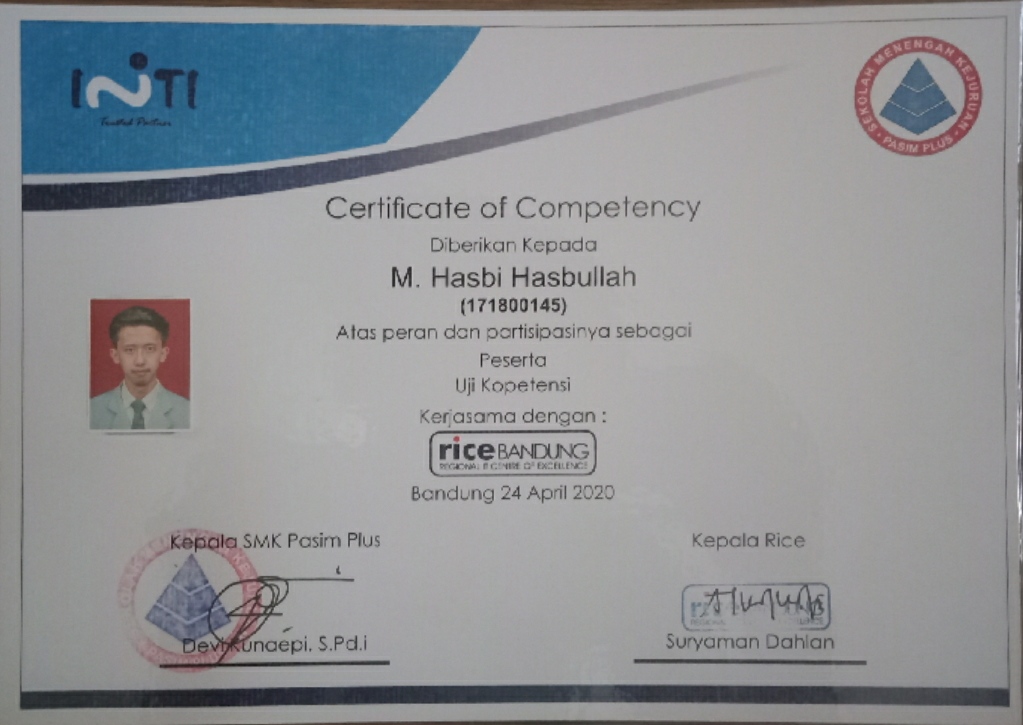 INTI
Trusted Partner
SEKOLAH MENENGAH KEJURUAN
PASIM PLUS
Certificate of Competency
Diberikan Kepada
M. Hasbi Hasbullah
(171800145)
Atas peran dan partisipasinya sebagai
Peserta
Uji Kopetensi
Kerjasama dengan :
rice BANDUNG
REGIONAL IT CENTRE OF EXCELLENCE
Bandung 24 April 2020
Kepala SMK Pasim Plus
Kepala Rice
Devi Kunaepi, S.Pd.i
Suryaman Dahlan